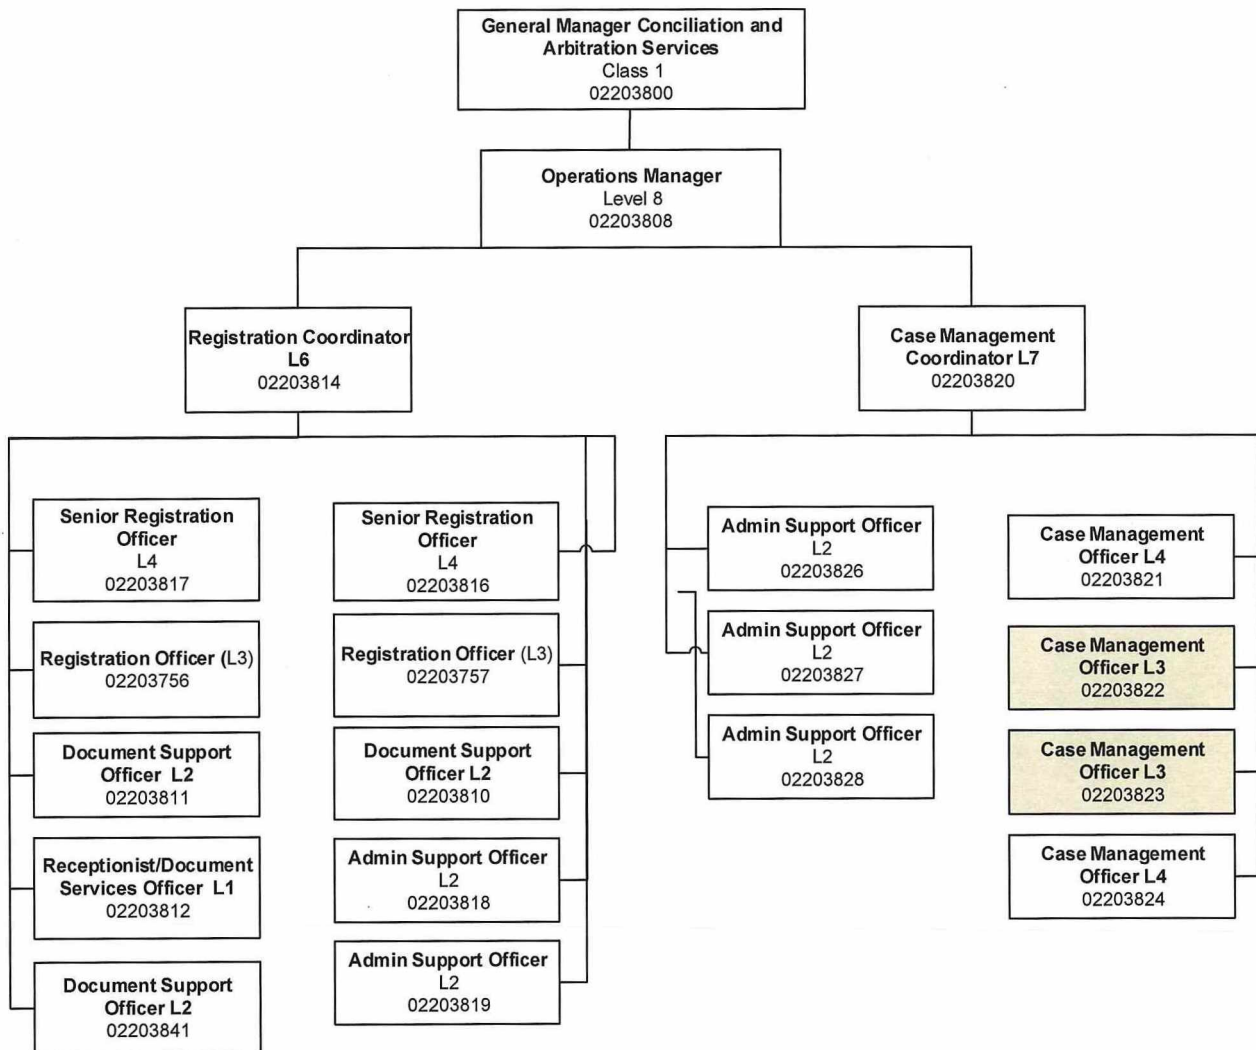 General Manager Conciliation and
Arbitration Services
Class 1
02203800
Operations Manager
Level 8
02203808
Registration Coordinator
L6
02203814
Case Management
Coordinator L7
02203820
Senior Registration
Officer
L4
02203817
Registration Officer (L3)
02203756
Document Support
Officer L2
02203811
Receptionist/Document
Services Officer L1
02203812
Document Support
Officer L2
02203841
Senior Registration
Officer
L4
02203816
Registration Officer (L3)
02203757
Document Support
Officer L2
02203810
Admin Support Officer
L2
02203818
Admin Support Officer
L2
02203819
Admin Support Officer
L2
02203826
Admin Support Officer
L2
02203827
Admin Support Officer
L2
02203828
Case Management
Officer L4
02203821
Case Management
Officer L3
02203822
Case Management
Officer L3
02203823
Case Management
Officer L4
02203824